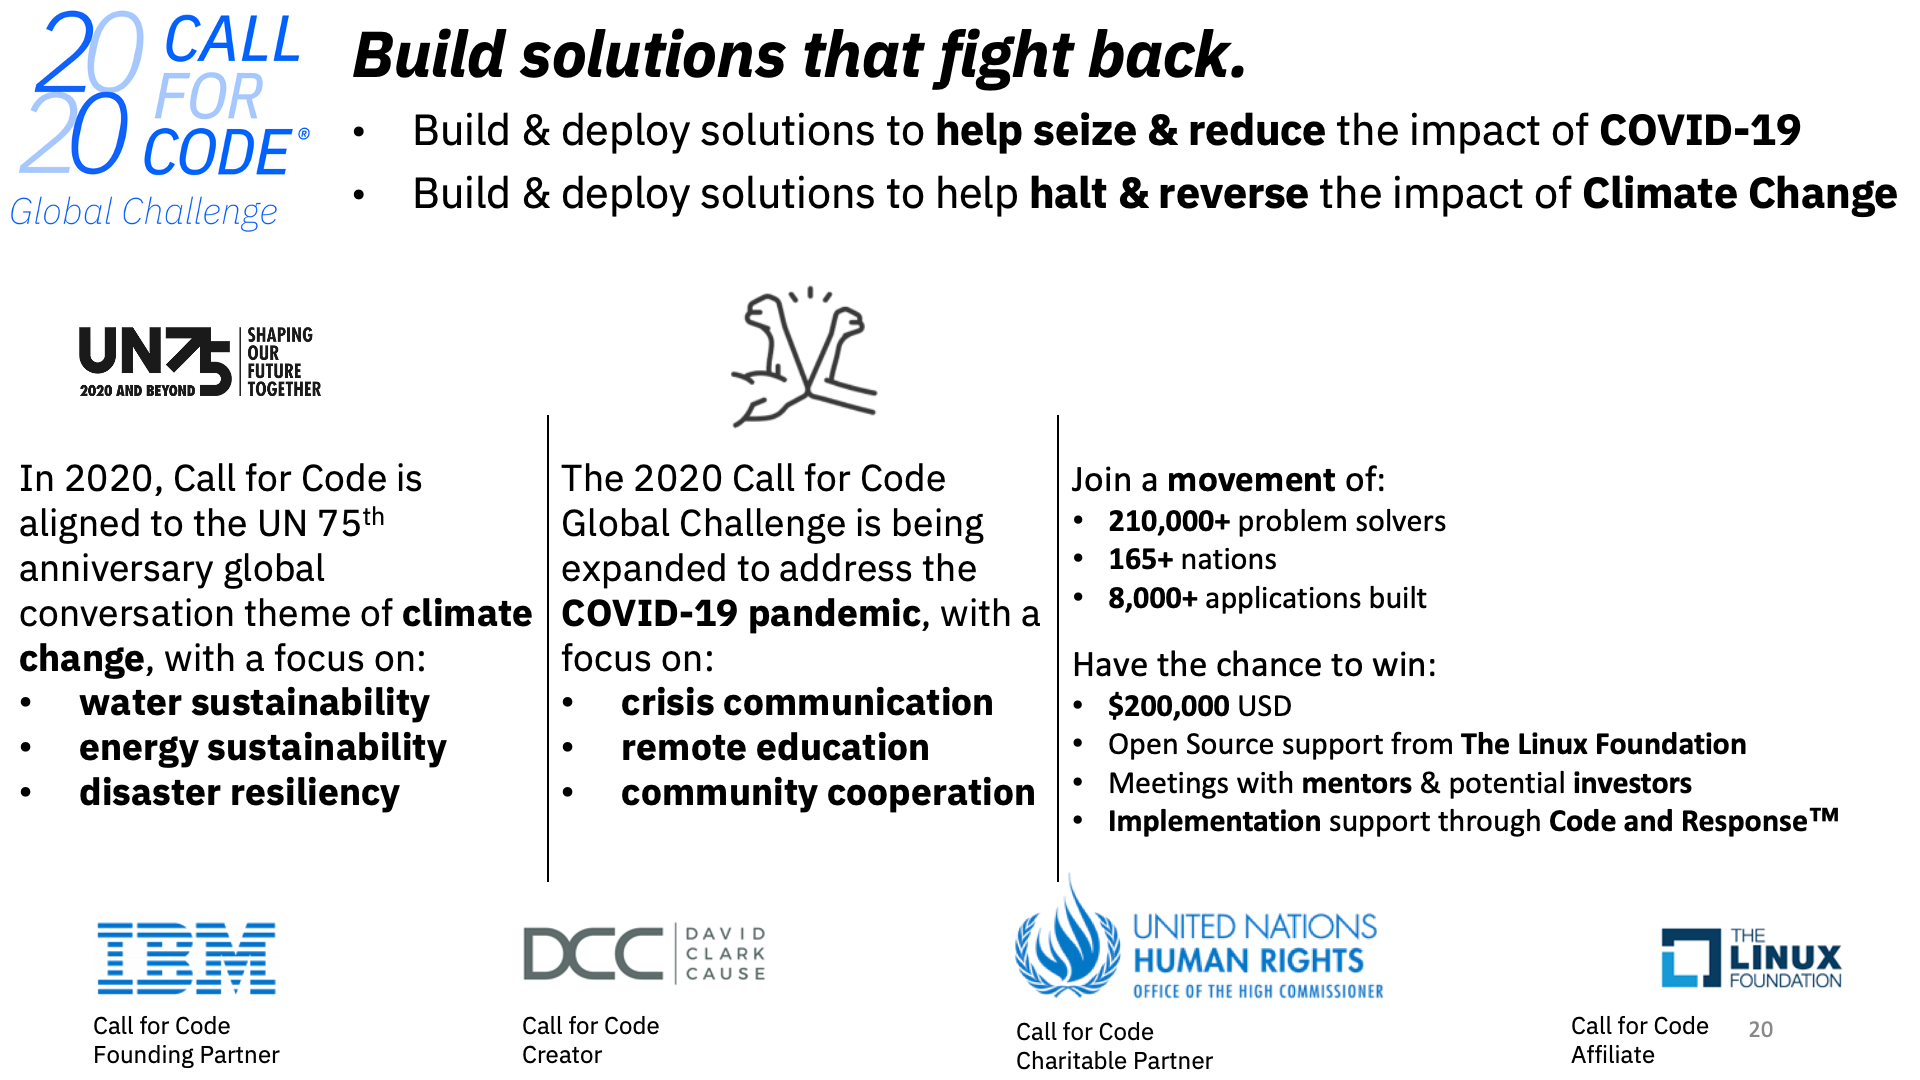 2020 CALL FOR CODE®
Global Challenge
Build solutions that fight back.
• Build & deploy solutions to help seize & reduce the impact of COVID-19
• Build & deploy solutions to help halt & reverse the impact of Climate Change
UN75
2020 AND BEYOND
SHAPING
OUR
FUTURE
TOGETHER
In 2020, Call for Code is
aligned to the UN 75th
anniversary global
conversation theme of climate
change, with a focus on:
• water sustainability
• energy sustainability
• disaster resiliency
The 2020 Call for Code
Global Challenge is being
expanded to address the
COVID-19 pandemic, with a
focus on:
• crisis communication
• remote education
• community cooperation
Join a movement of:
• 210,000+ problem solvers
• 165+ nations
• 8,000+ applications built
Have the chance to win:
• $200,000 USD
• Open Source support from The Linux Foundation
• Meetings with mentors & potential investors
• Implementation support through Code and Response™
IBM
Call for Code
Founding Partner
DCC
DAVID
CLARK
CAUSE
Call for Code
Creator
UNITED NATIONS
HUMAN RIGHTS
OFFICE OF THE HIGH COMMISSIONER
Call for Code
Charitable Partner
THE
LINUX
FOUNDATION
Call for Code
Affiliate
20